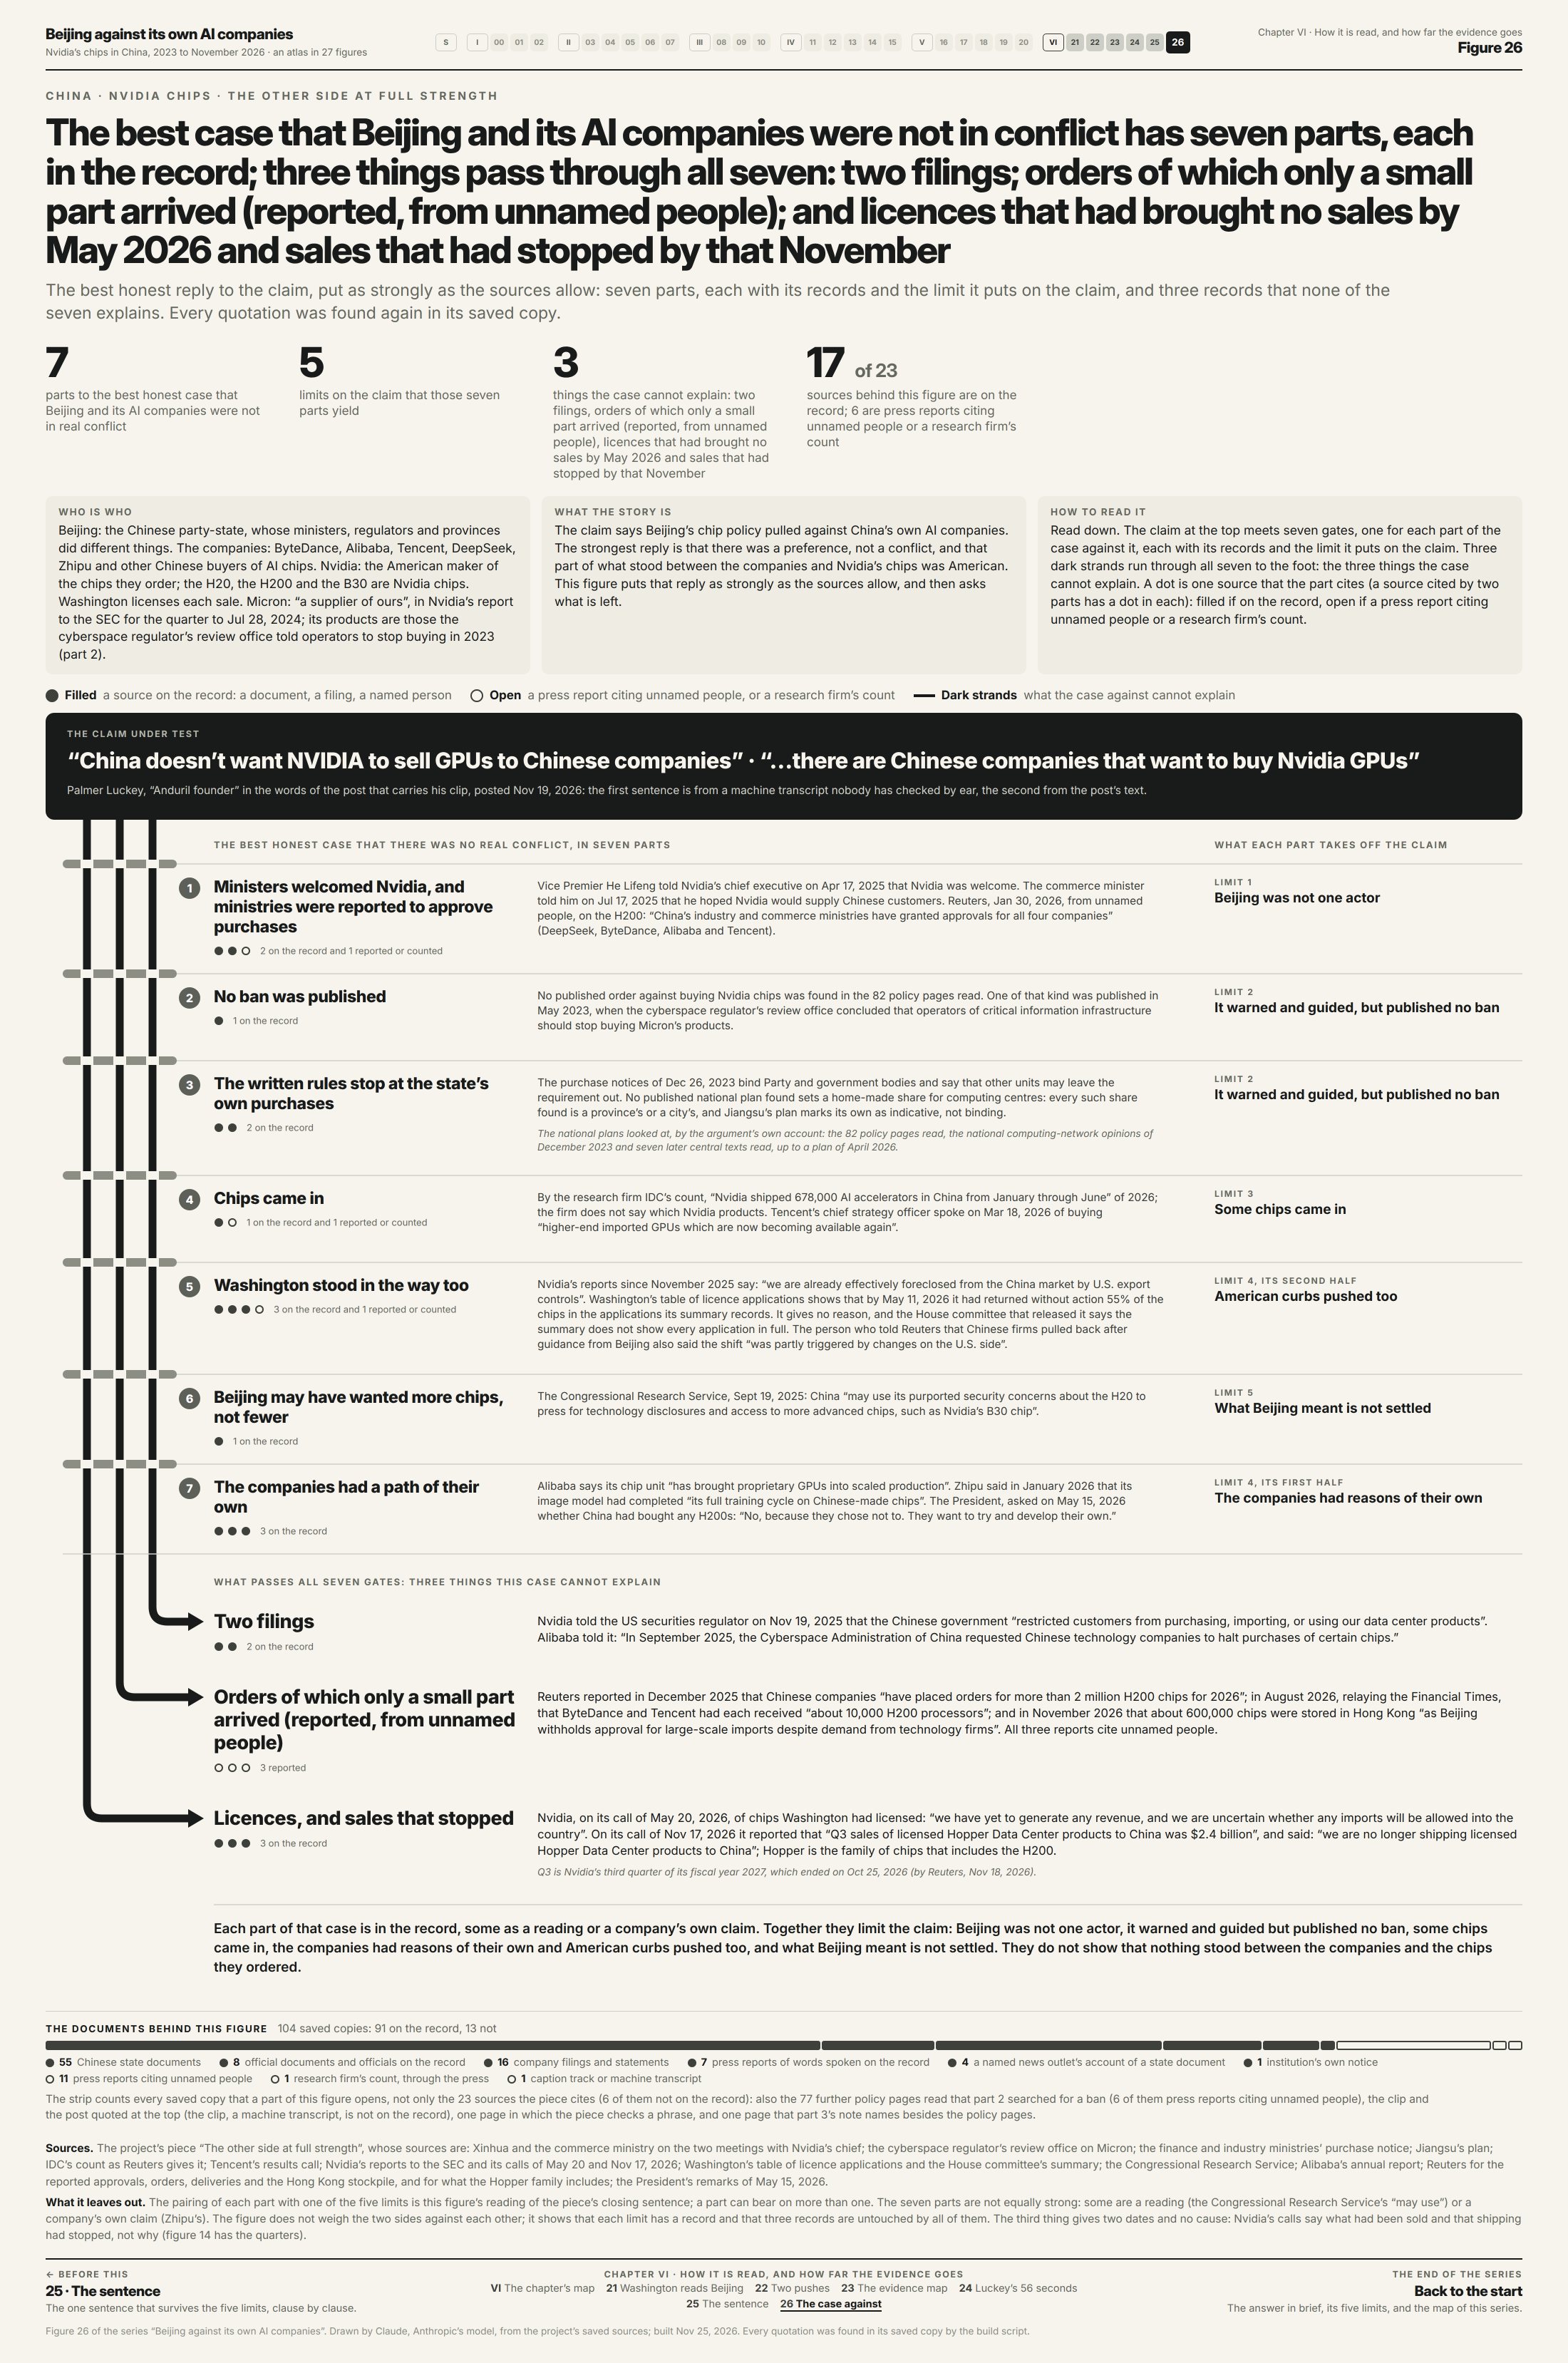 Beijing against its own AI companies
Nvidia's chips in China, 2023 to November 2026 · an atlas in 27 figures
S I 00 01 02 II 03 04 05 06 07 III 08 09 10 IV 11 12 13 14 15 V 16 17 18 19 20 VI 21 22 23 24 25 26
Chapter VI · How it is read, and how far the evidence goes
Figure 26
CHINA · NVIDIA CHIPS · THE OTHER SIDE AT FULL STRENGTH
The best case that Beijing and its AI companies were not in conflict has seven parts, each
in the record; three things pass through all seven: two filings; orders of which only a small
part arrived (reported, from unnamed people); and licences that had brought no sales by
May 2026 and sales that had stopped by that November
The best honest reply to the claim, put as strongly as the sources allow: seven parts, each with its records and the limit it puts on the claim, and three records that none of the
seven explains. Every quotation was found again in its saved copy.
7
parts to the best honest case that
Beijing and its AI companies were not
in real conflict
5
limits on the claim that those seven
parts yield
3
things the case cannot explain: two
filings, orders of which only a small
part arrived (reported, from unnamed
people), licences that had brought no
sales by May 2026 and sales that had
stopped by that November
17 of 23
sources behind this figure are on the
record; 6 are press reports citing
unnamed people or a research firm's
count
WHO IS WHO
Beijing: the Chinese party-state, whose ministers, regulators and provinces
did different things. The companies: ByteDance, Alibaba, Tencent, DeepSeek,
Zhipu and other Chinese buyers of AI chips. Nvidia: the American maker of
the chips they order; the H20, the H200 and the B30 are Nvidia chips.
Washington licenses each sale. Micron: “a supplier of ours”, in Nvidia's report
to the SEC for the quarter to Jul 28, 2024; its products are those the
cyberspace regulator's review office told operators to stop buying in 2023
(part 2).
WHAT THE STORY IS
The claim says Beijing's chip policy pulled against China's own AI companies.
The strongest reply is that there was a preference, not a conflict, and that
part of what stood between the companies and Nvidia's chips was American.
This figure puts that reply as strongly as the sources allow, and then asks
what is left.
HOW TO READ IT
Read down. The claim at the top meets seven gates, one for each part of the
case against it, each with its records and the limit it puts on the claim. Three
dark strands run through all seven to the foot: the three things the case
cannot explain. A dot is one source that the part cites (a source cited by two
parts has a dot in each): filled if on the record, open if a press report citing
unnamed people or a research firm's count.
Filled a source on the record: a document, a filing, a named person Open a press report citing unnamed people, or a research firm's count Dark strands what the case against cannot explain
THE CLAIM UNDER TEST
“China doesn't want NVIDIA to sell GPUs to Chinese companies” · “…there are Chinese companies that want to buy Nvidia GPUs”
Palmer Luckey, “Anduril founder” in the words of the post that carries his clip, posted Nov 19, 2026: the first sentence is from a machine transcript nobody has checked by ear, the second from the post's text.
THE BEST HONEST CASE THAT THERE WAS NO REAL CONFLICT, IN SEVEN PARTS
WHAT EACH PART TAKES OFF THE CLAIM
1
Ministers welcomed Nvidia, and
ministries were reported to approve
purchases
2 on the record and 1 reported or counted
Vice Premier He Lifeng told Nvidia's chief executive on Apr 17, 2025 that Nvidia was welcome. The commerce minister
told him on Jul 17, 2025 that he hoped Nvidia would supply Chinese customers. Reuters, Jan 30, 2026, from unnamed
people, on the H200: “China's industry and commerce ministries have granted approvals for all four companies”
(DeepSeek, ByteDance, Alibaba and Tencent).
LIMIT 1
Beijing was not one actor
2
No ban was published
1 on the record
No published order against buying Nvidia chips was found in the 82 policy pages read. One of that kind was published in
May 2023, when the cyberspace regulator's review office concluded that operators of critical information infrastructure
should stop buying Micron's products.
LIMIT 2
It warned and guided, but published no ban
3
The written rules stop at the state's
own purchases
2 on the record
The purchase notices of Dec 26, 2023 bind Party and government bodies and say that other units may leave the
requirement out. No published national plan found sets a home-made share for computing centres: every such share
found is a province's or a city's, and Jiangsu's plan marks its own as indicative, not binding.
The national plans looked at, by the argument's own account: the 82 policy pages read, the national computing-network opinions of
December 2023 and seven later central texts read, up to a plan of April 2026.
LIMIT 2
It warned and guided, but published no ban
4
Chips came in
1 on the record and 1 reported or counted
By the research firm IDC's count, “Nvidia shipped 678,000 AI accelerators in China from January through June” of 2026;
the firm does not say which Nvidia products. Tencent's chief strategy officer spoke on Mar 18, 2026 of buying
“higher-end imported GPUs which are now becoming available again”.
LIMIT 3
Some chips came in
5
Washington stood in the way too
3 on the record and 1 reported or counted
Nvidia's reports since November 2025 say: “we are already effectively foreclosed from the China market by U.S. export
controls”. Washington's table of licence applications shows that by May 11, 2026 it had returned without action 55% of the
chips in the applications its summary records. It gives no reason, and the House committee that released it says the
summary does not show every application in full. The person who told Reuters that Chinese firms pulled back after
guidance from Beijing also said the shift “was partly triggered by changes on the U.S. side”.
LIMIT 4, ITS SECOND HALF
American curbs pushed too
6
Beijing may have wanted more chips,
not fewer
1 on the record
The Congressional Research Service, Sept 19, 2025: China “may use its purported security concerns about the H20 to
press for technology disclosures and access to more advanced chips, such as Nvidia's B30 chip”.
LIMIT 5
What Beijing meant is not settled
7
The companies had a path of their
own
3 on the record
Alibaba says its chip unit “has brought proprietary GPUs into scaled production”. Zhipu said in January 2026 that its
image model had completed “its full training cycle on Chinese-made chips”. The President, asked on May 15, 2026
whether China had bought any H200s: “No, because they chose not to. They want to try and develop their own.”
LIMIT 4, ITS FIRST HALF
The companies had reasons of their own
WHAT PASSES ALL SEVEN GATES: THREE THINGS THIS CASE CANNOT EXPLAIN
Two filings
2 on the record
Nvidia told the US securities regulator on Nov 19, 2025 that the Chinese government “restricted customers from purchasing, importing, or using our data center products”.
Alibaba told it: “In September 2025, the Cyberspace Administration of China requested Chinese technology companies to halt purchases of certain chips.”
Orders of which only a small part
arrived (reported, from unnamed
people)
3 reported
Reuters reported in December 2025 that Chinese companies “have placed orders for more than 2 million H200 chips for 2026”; in August 2026, relaying the Financial Times,
that ByteDance and Tencent had each received “about 10,000 H200 processors”; and in November 2026 that about 600,000 chips were stored in Hong Kong “as Beijing
withholds approval for large-scale imports despite demand from technology firms”. All three reports cite unnamed people.
Licences, and sales that stopped
3 on the record
Nvidia, on its call of May 20, 2026, of chips Washington had licensed: “we have yet to generate any revenue, and we are uncertain whether any imports will be allowed into the
country”. On its call of Nov 17, 2026 it reported that “Q3 sales of licensed Hopper Data Center products to China was $2.4 billion”, and said: “we are no longer shipping licensed
Hopper Data Center products to China”; Hopper is the family of chips that includes the H200.
Q3 is Nvidia's third quarter of its fiscal year 2027, which ended on Oct 25, 2026 (by Reuters, Nov 18, 2026).
Each part of that case is in the record, some as a reading or a company's own claim. Together they limit the claim: Beijing was not one actor, it warned and guided but published no ban, some chips
came in, the companies had reasons of their own and American curbs pushed too, and what Beijing meant is not settled. They do not show that nothing stood between the companies and the chips
they ordered.
THE DOCUMENTS BEHIND THIS FIGURE 104 saved copies: 91 on the record, 13 not
55 Chinese state documents 8 official documents and officials on the record 16 company filings and statements 7 press reports of words spoken on the record 4 a named news outlet's account of a state document 1 institution's own notice
11 press reports citing unnamed people 1 research firm's count, through the press 1 caption track or machine transcript
The strip counts every saved copy that a part of this figure opens, not only the 23 sources the piece cites (6 of them not on the record): also the 77 further policy pages read that part 2 searched for a ban (6 of them press reports citing unnamed people), the clip and
the post quoted at the top (the clip, a machine transcript, is not on the record), one page in which the piece checks a phrase, and one page that part 3's note names besides the policy pages.
Sources. The project's piece “The other side at full strength”, whose sources are: Xinhua and the commerce ministry on the two meetings with Nvidia's chief; the cyberspace regulator's review office on Micron; the finance and industry ministries' purchase notice; Jiangsu's plan;
IDC's count as Reuters gives it; Tencent's results call; Nvidia's reports to the SEC and its calls of May 20 and Nov 17, 2026; Washington's table of licence applications and the House committee's summary; the Congressional Research Service; Alibaba's annual report; Reuters for the
reported approvals, orders, deliveries and the Hong Kong stockpile, and for what the Hopper family includes; the President's remarks of May 15, 2026.
What it leaves out. The pairing of each part with one of the five limits is this figure's reading of the piece's closing sentence; a part can bear on more than one. The seven parts are not equally strong: some are a reading (the Congressional Research Service's “may use”) or a
company's own claim (Zhipu's). The figure does not weigh the two sides against each other; it shows that each limit has a record and that three records are untouched by all of them. The third thing gives two dates and no cause: Nvidia's calls say what had been sold and that shipping
had stopped, not why (figure 14 has the quarters).
← BEFORE THIS
25 · The sentence
The one sentence that survives the five limits, clause by clause.
CHAPTER VI · HOW IT IS READ, AND HOW FAR THE EVIDENCE GOES
VI The chapter's map 21 Washington reads Beijing 22 Two pushes 23 The evidence map 24 Luckey's 56 seconds
25 The sentence 26 The case against
THE END OF THE SERIES
Back to the start
The answer in brief, its five limits, and the map of this series.
Figure 26 of the series “Beijing against its own AI companies”. Drawn by Claude, Anthropic's model, from the project's saved sources; built Nov 25, 2026. Every quotation was found in its saved copy by the build script.